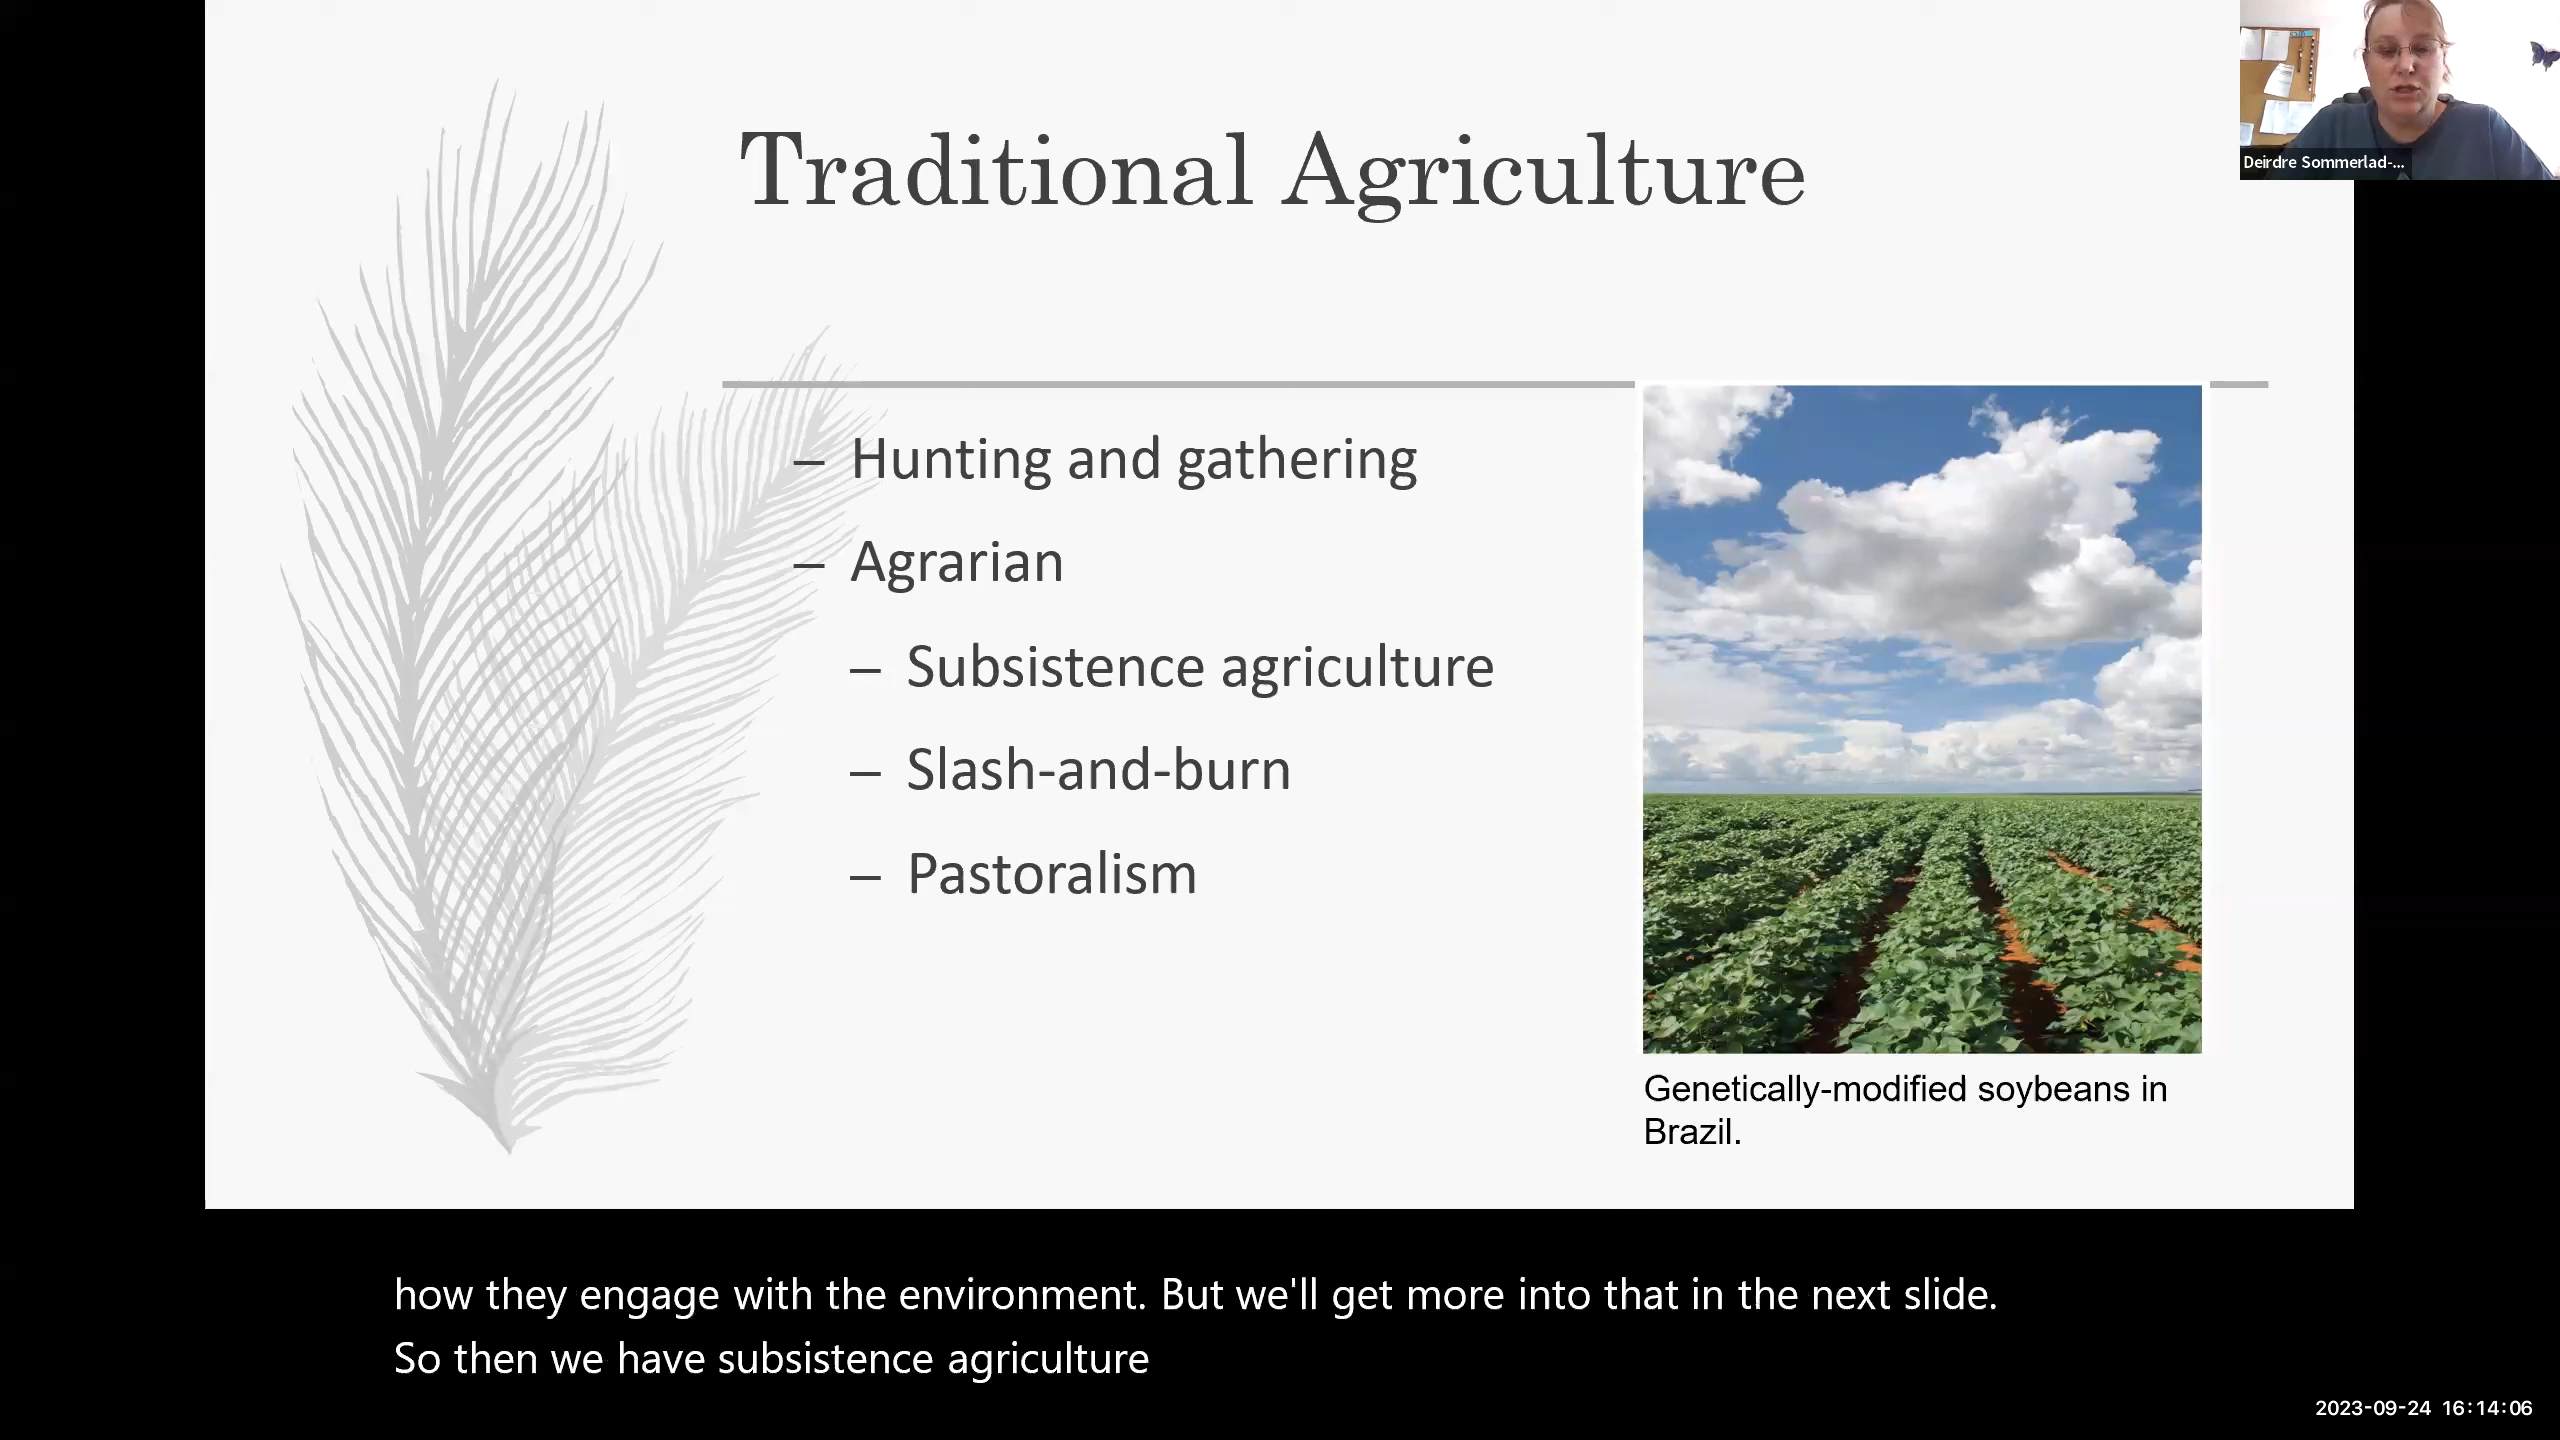 Traditional Agriculture
Deirdre Sommerlad-...
– Hunting and gathering
– Agrarian
– Subsistence agriculture
– Slash-and-burn
– Pastoralism
Genetically-modified soybeans in
Brazil.
how they engage with the environment. But we'll get more into that in the next slide.
So then we have subsistence agriculture
2023-09-24 16:14:06